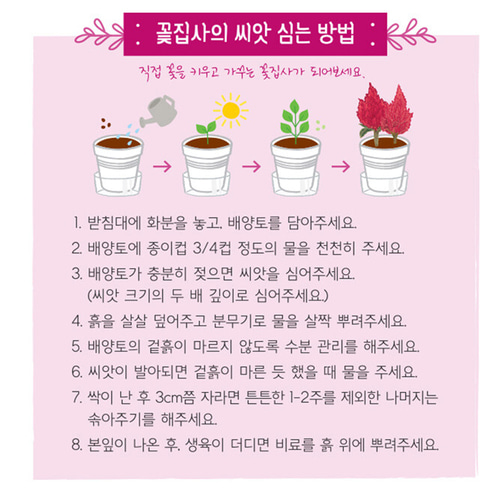 꽃집사의 씨앗 심는 방법
직접 꽃을 키우고 가꾸는 꽃집사가 되어보세요.
1. 받침대에 화분을 놓고, 배양토를 담아주세요.
2. 배양토에 종이컵 3/4컵 정도의 물을 천천히 주세요.
3. 배양토가 충분히 젖으면 씨앗을 심어주세요.
(씨앗 크기의 두 배 깊이로 심어주세요.)
4. 흙을 살살 덮어주고 분무기로 물을 살짝 뿌려주세요.
5. 배양토의 겉흙이 마르지 않도록 수분 관리를 해주세요.
6. 씨앗이 발아되면 겉흙이 마른 듯 했을 때 물을 주세요.
7. 싹이 난 후 3cm쯤 자라면 튼튼한 1-2주를 제외한 나머지는
솎아주기를 해주세요.
8. 본잎이 나온 후, 생육이 더디면 비료를 흙 위에 뿌려주세요.